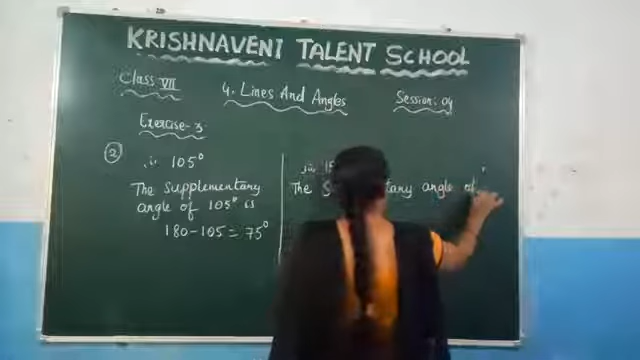 KRISHNAVENI TALENT SCHOOL
Class VII
4. Lines And Angles
Session: 04
Exercise-3
2
i. 105°
The supplementary
angle of 105° is
180-105=75°
The angle of